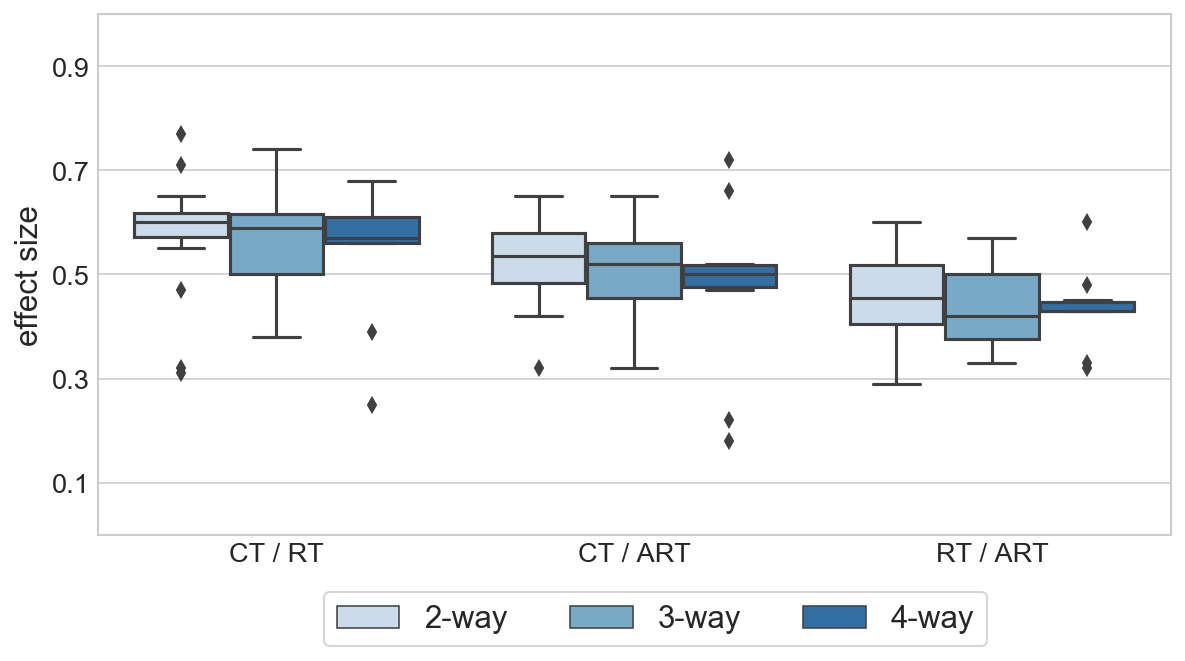 effect size
0.9
0.7
0.5
0.3
0.1
CT / RT
CT / ART
RT / ART
2-way
3-way
4-way